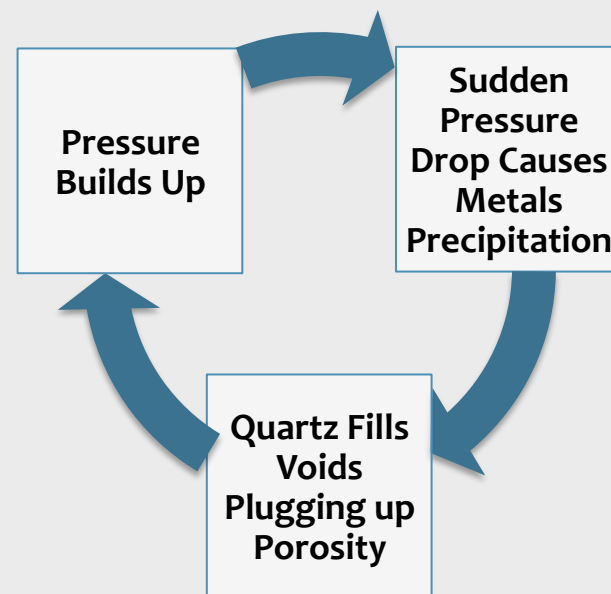 Pressure
Builds Up
Sudden
Pressure
Drop Causes
Metals
Precipitation
Quartz Fills
Voids
Plugging up
Porosity